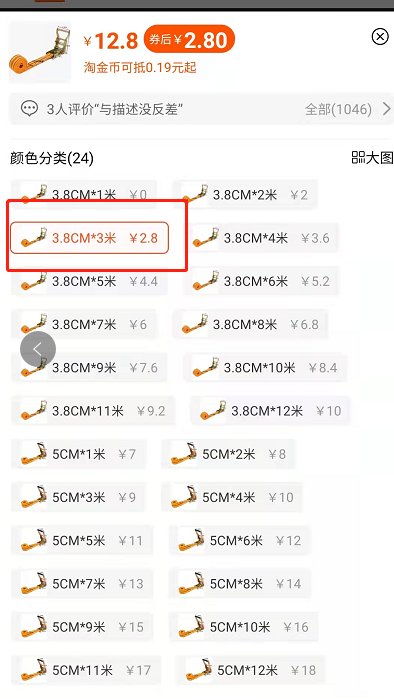 ¥12.8 券后¥2.80
淘金币可抵0.19元起
3人评价“与描述没反差” 全部(1046)
颜色分类(24) 大图
3.8CM*1米 ¥0 3.8CM*2米 ¥2
3.8CM*3米 ¥2.8 3.8CM*4米 ¥3.6
3.8CM*5米 ¥4.4 3.8CM*6米 ¥5.2
3.8CM*7米 ¥6 3.8CM*8米 ¥6.8
3.8CM*9米 ¥7.6 3.8CM*10米 ¥8.4
3.8CM*11米 ¥9.2 3.8CM*12米 ¥10
5CM*1米 ¥7 5CM*2米 ¥8
5CM*3米 ¥9 5CM*4米 ¥10
5CM*5米 ¥11 5CM*6米 ¥12
5CM*7米 ¥13 5CM*8米 ¥14
5CM*9米 ¥15 5CM*10米 ¥16
5CM*11米 ¥17 5CM*12米 ¥18